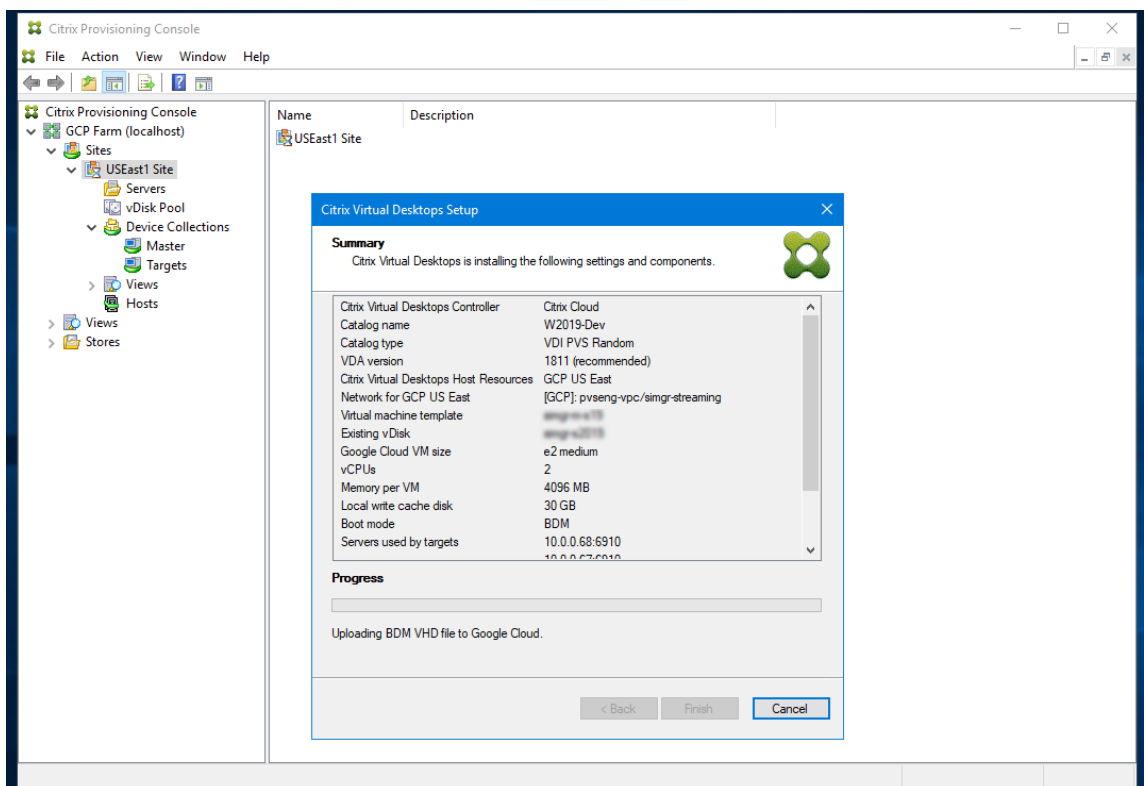 Citrix Provisioning Console
File Action View Window Help
Citrix Provisioning Console
GCP Farm (localhost)
Sites
USEast1 Site
Servers
vDisk Pool
Device Collections
Master
Targets
Views
Hosts
Views
Stores
Name Description
USEast1 Site
Citrix Virtual Desktops Setup
Summary
Citrix Virtual Desktops is installing the following settings and components.
Citrix Virtual Desktops Controller Citrix Cloud
Catalog name W2019-Dev
Catalog type VDI PVS Random
VDA version 1811 (recommended)
Citrix Virtual Desktops Host Resources GCP US East
Network for GCP US East [GCP]: pvseng-vpc/simgr-streaming
Virtual machine template
Existing vDisk
Google Cloud VM size e2 medium
vCPUs 2
Memory per VM 4096 MB
Local write cache disk 30 GB
Boot mode BDM
Servers used by targets 10.0.0.68:6910
10.0.0.67:6910
Progress
Uploading BDM VHD file to Google Cloud.
< Back Finish Cancel